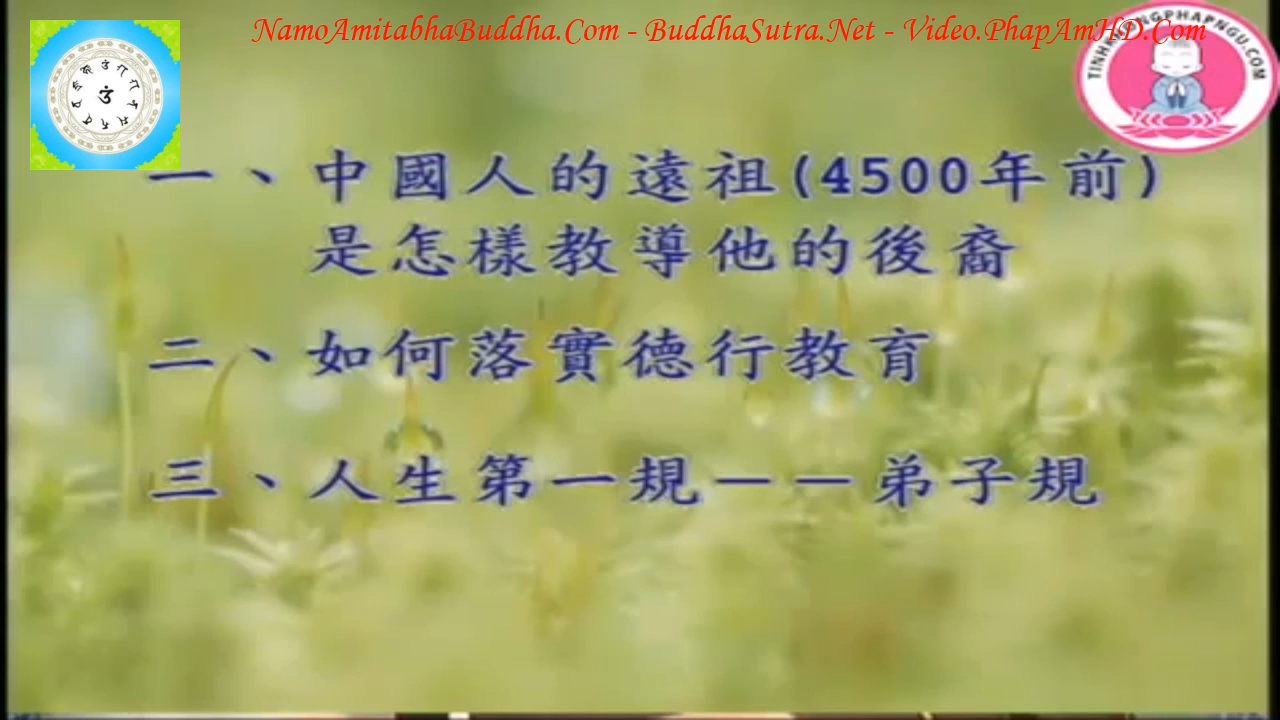 NamoAmitabhaBuddha.Com - BuddhaSutra.Net - Video.PhapAmHD.Com
一、中國人的遠祖(4500年前)
是怎樣教導他的後裔
二、如何落實德行教育
三、人生第一規－－弟子規